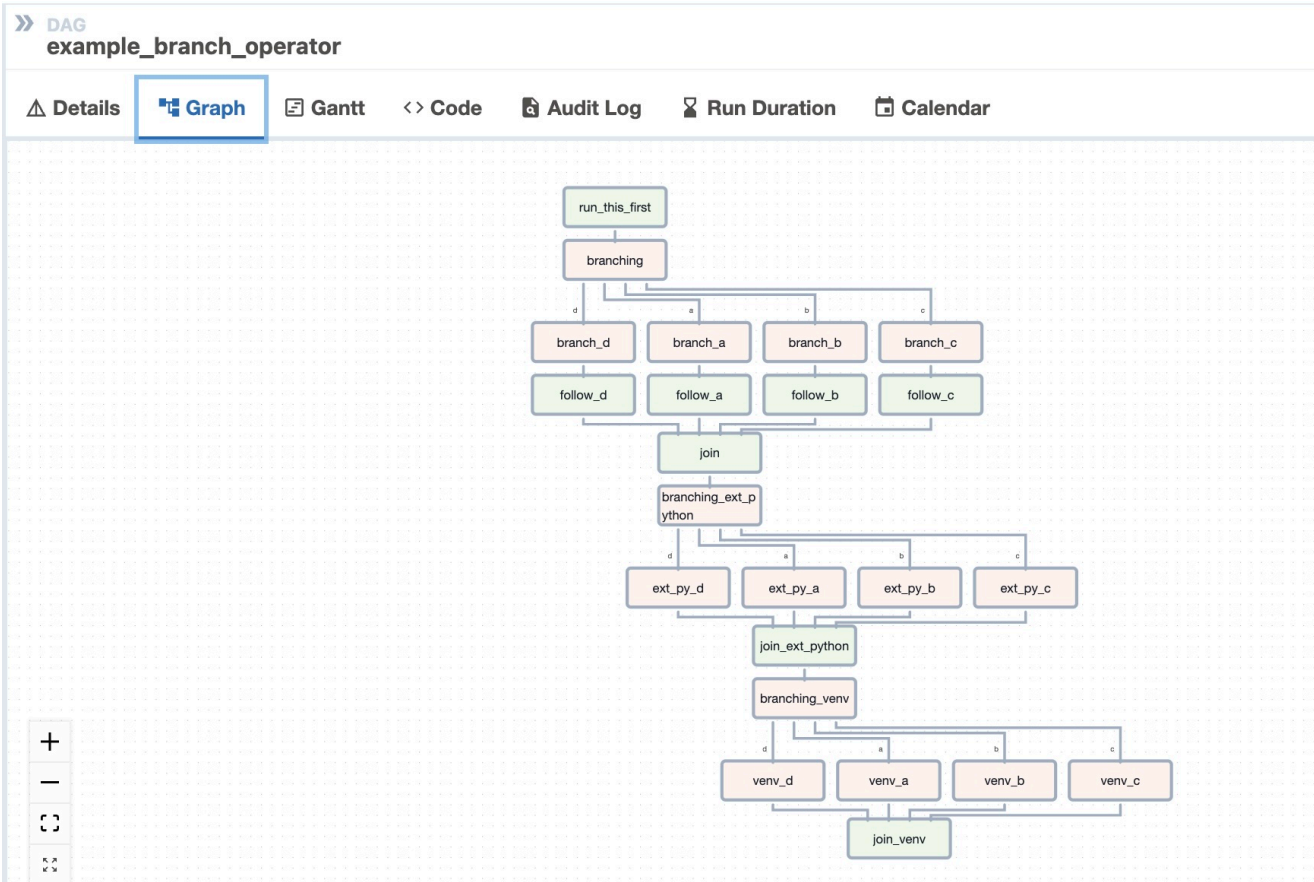 DAG
example_branch_operator
Details Graph Gantt Code Audit Log Run Duration Calendar
run_this_first
branching
d a b c
branch_d branch_a branch_b branch_c
follow_d follow_a follow_b follow_c
join
branching_ext_p
ython
d a b c
ext_py_d ext_py_a ext_py_b ext_py_c
join_ext_python
branching_venv
d a b c
venv_d venv_a venv_b venv_c
join_venv